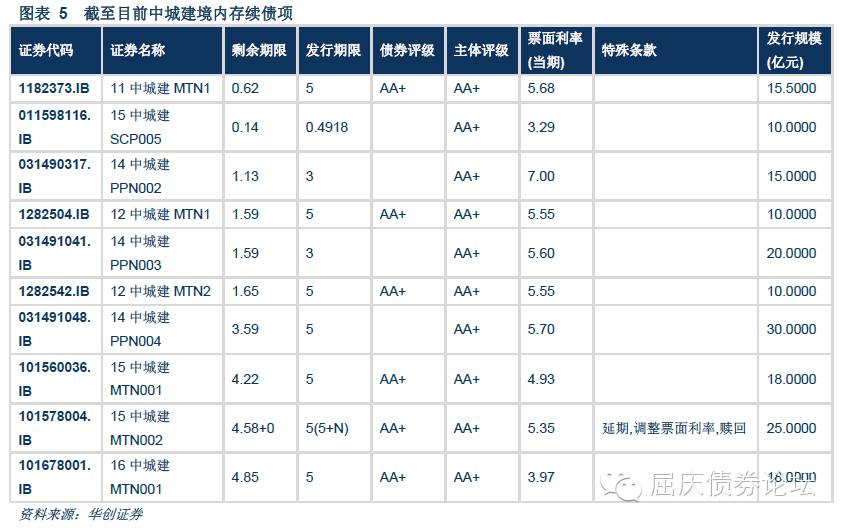 图表 5 截至目前中城建境内存续债项
证券代码 证券名称 剩余期限 发行期限 债券评级 主体评级 票面利率(当期) 特殊条款 发行规模(亿元)
1182373.IB 11 中城建 MTN1 0.62 5 AA+ AA+ 5.68 15.5000
011598116.IB 15 中城建 SCP005 0.14 0.4918 AA+ 3.29 10.0000
031490317.IB 14 中城建 PPN002 1.13 3 AA+ 7.00 15.0000
1282504.IB 12 中城建 MTN1 1.59 5 AA+ AA+ 5.55 10.0000
031491041.IB 14 中城建 PPN003 1.59 3 AA+ 5.60 20.0000
1282542.IB 12 中城建 MTN2 1.65 5 AA+ AA+ 5.55 10.0000
031491048.IB 14 中城建 PPN004 3.59 5 AA+ 5.70 30.0000
101560036.IB 15 中城建 MTN001 4.22 5 AA+ AA+ 4.93 18.0000
101578004.IB 15 中城建 MTN002 4.58+0 5(5+N) AA+ AA+ 5.35 延期,调整票面利率,赎回 25.0000
101678001.IB 16 中城建 MTN001 4.85 5 AA+ AA+ 3.97 18.0000
屈庆债券论坛
资料来源：华创证券